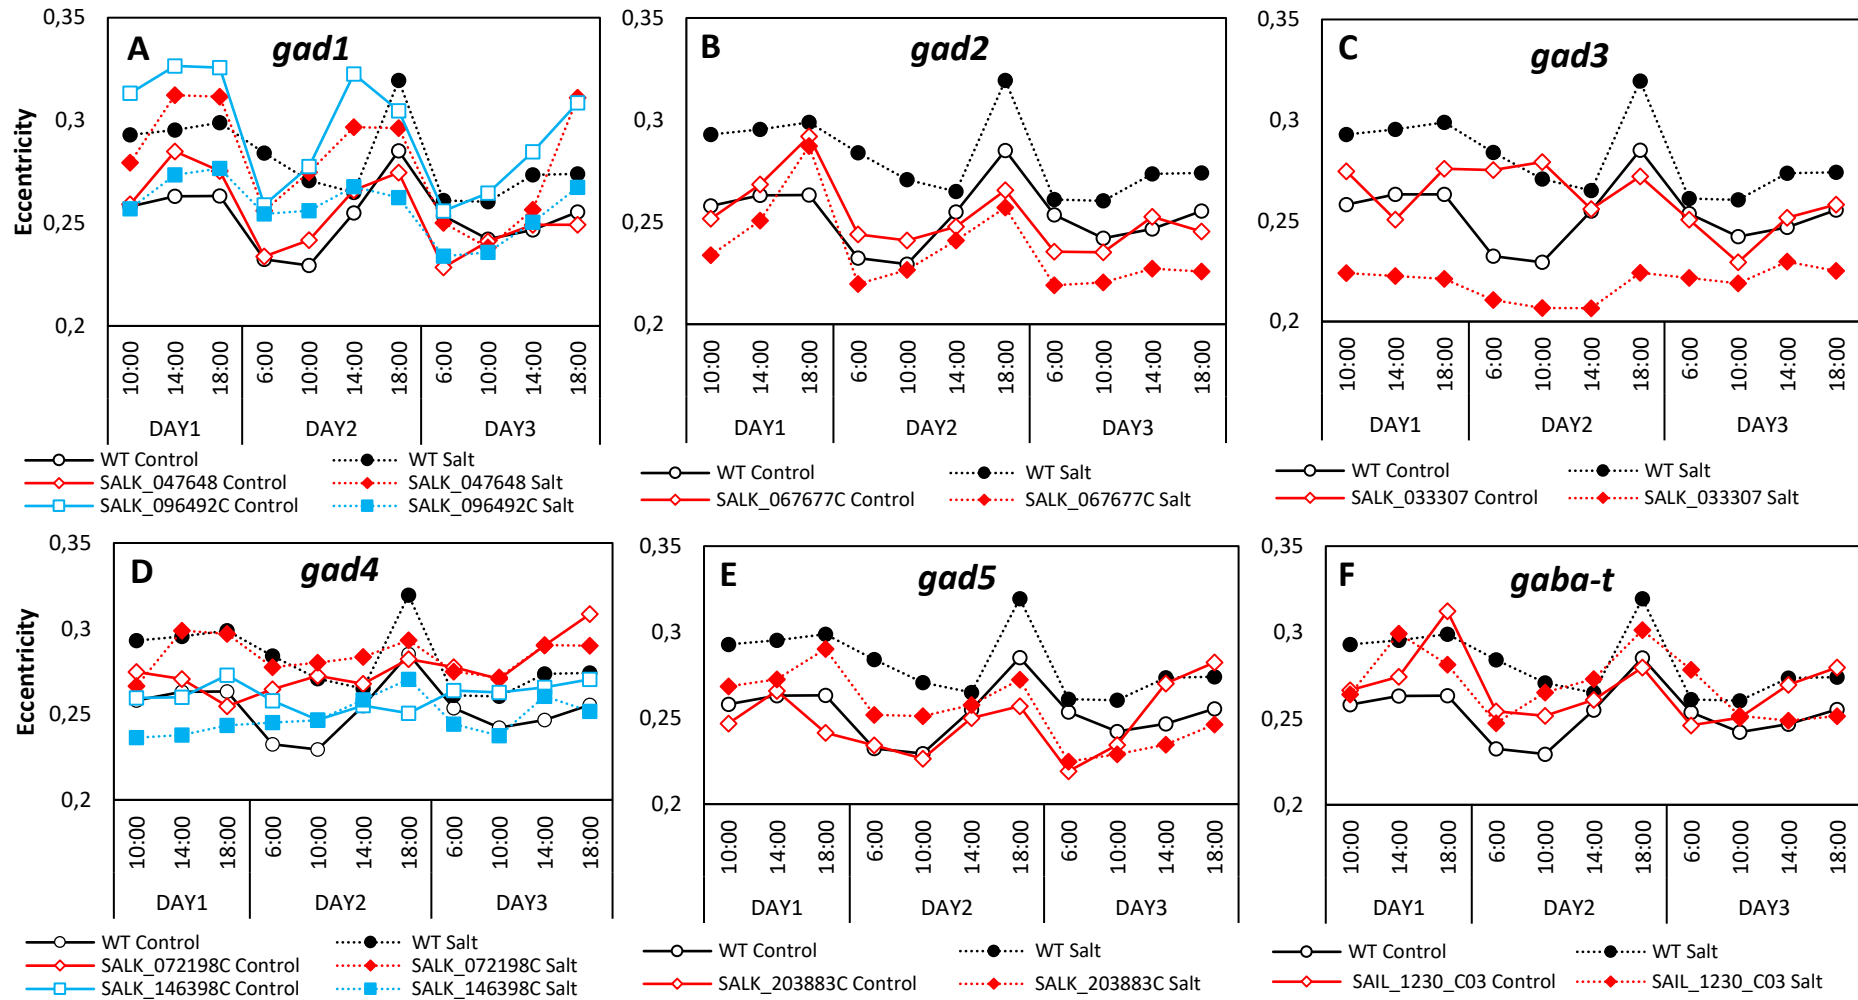 A gad1
0,35
0,3
0,25
0,2
Eccentricity
10:00 14:00 18:00 6:00 10:00 14:00 18:00 6:00 10:00 14:00 18:00
DAY1 DAY2 DAY3
WT Control WT Salt
SALK_047648 Control SALK_047648 Salt
SALK_096492C Control SALK_096492C Salt
B gad2
0,35
0,3
0,25
0,2
10:00 14:00 18:00 6:00 10:00 14:00 18:00 6:00 10:00 14:00 18:00
DAY1 DAY2 DAY3
WT Control WT Salt
SALK_067677C Control SALK_067677C Salt
C gad3
0,35
0,3
0,25
0,2
10:00 14:00 18:00 6:00 10:00 14:00 18:00 6:00 10:00 14:00 18:00
DAY1 DAY2 DAY3
WT Control WT Salt
SALK_033307 Control SALK_033307 Salt
D gad4
0,35
0,3
0,25
0,2
Eccentricity
10:00 14:00 18:00 6:00 10:00 14:00 18:00 6:00 10:00 14:00 18:00
DAY1 DAY2 DAY3
WT Control WT Salt
SALK_072198C Control SALK_072198C Salt
SALK_146398C Control SALK_146398C Salt
E gad5
0,35
0,3
0,25
0,2
10:00 14:00 18:00 6:00 10:00 14:00 18:00 6:00 10:00 14:00 18:00
DAY1 DAY2 DAY3
WT Control WT Salt
SALK_203883C Control SALK_203883C Salt
F gaba-t
0,35
0,3
0,25
0,2
10:00 14:00 18:00 6:00 10:00 14:00 18:00 6:00 10:00 14:00 18:00
DAY1 DAY2 DAY3
WT Control WT Salt
SAIL_1230_C03 Control SAIL_1230_C03 Salt